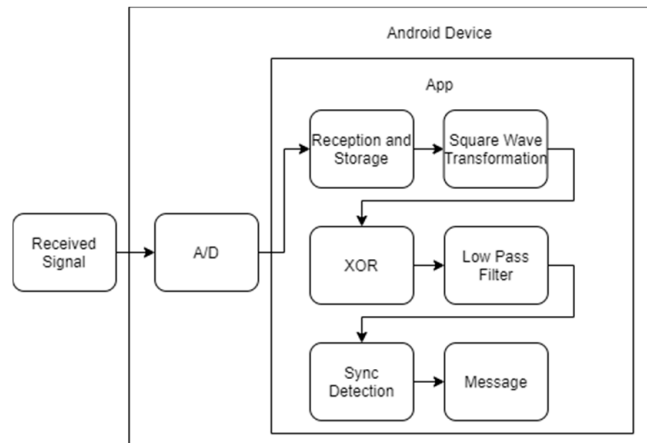 Android Device
App
Reception and
Storage
Square Wave
Transformation
Received
Signal
A/D
XOR
Low Pass
Filter
Sync
Detection
Message